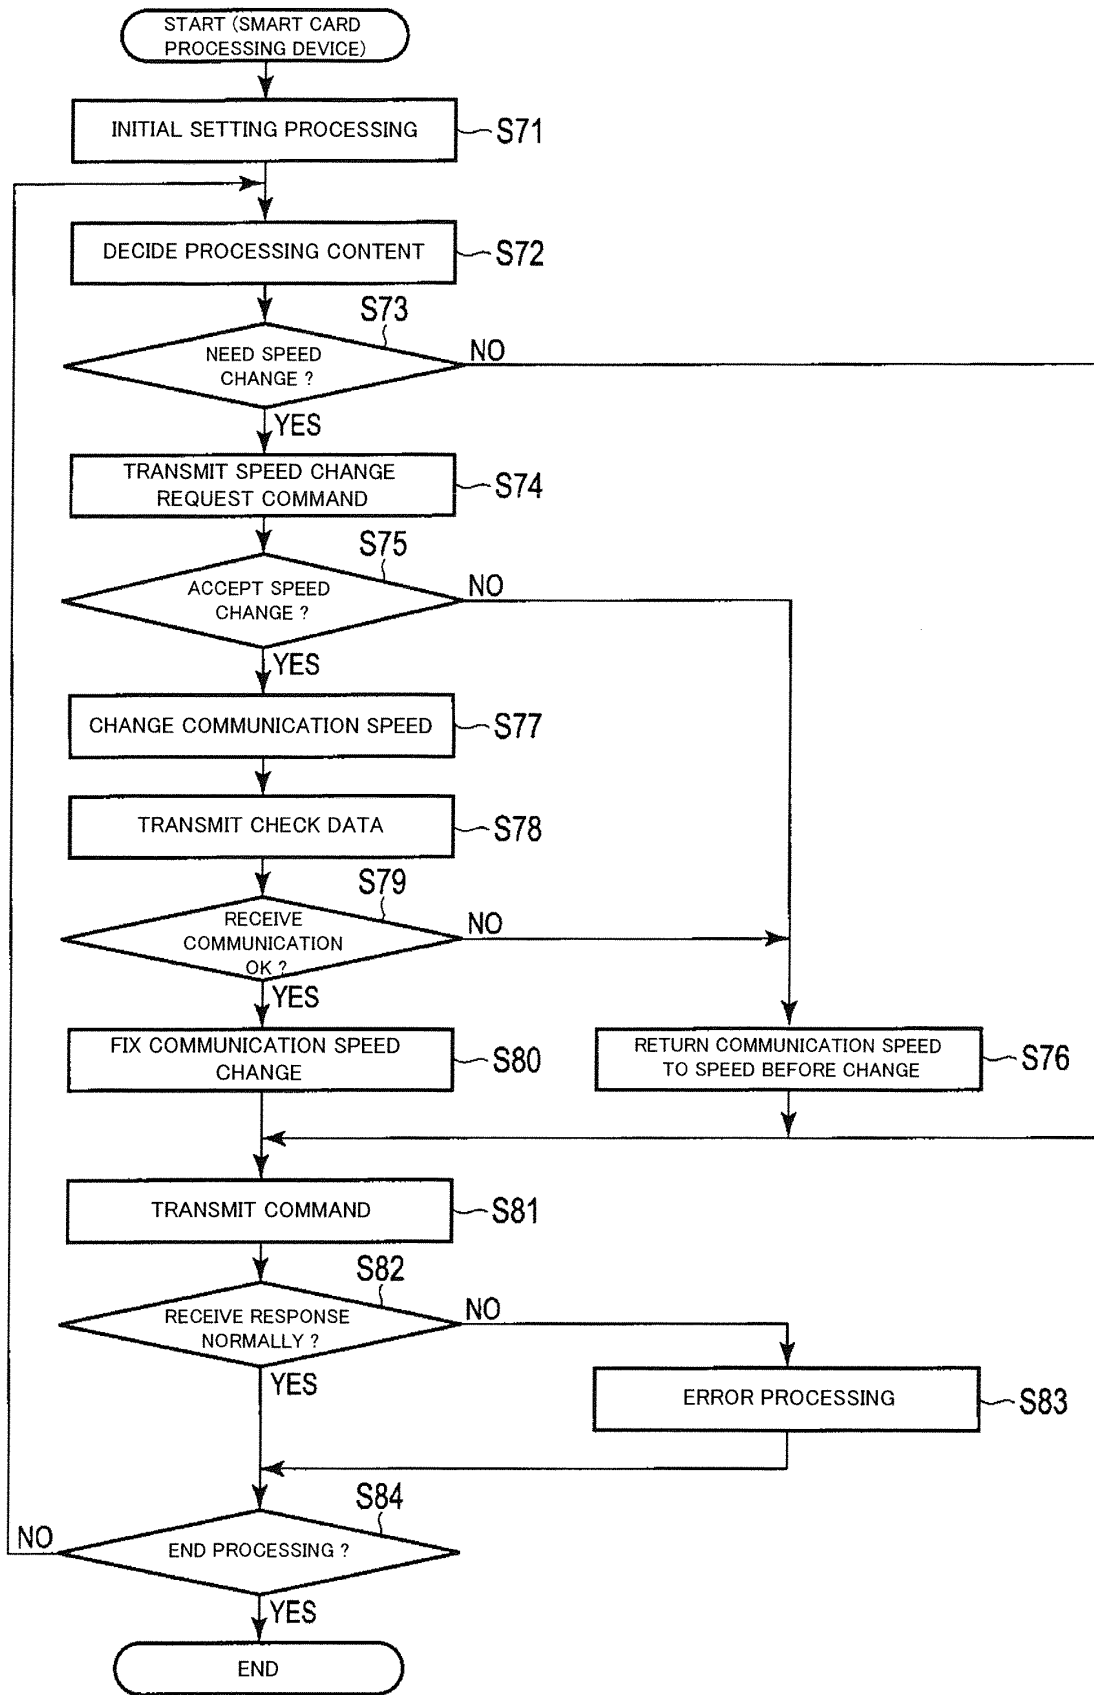 START (SMART CARD
PROCESSING DEVICE)
INITIAL SETTING PROCESSING
S71
DECIDE PROCESSING CONTENT
S72
S73
NEED SPEED
CHANGE ?
NO
YES
TRANSMIT SPEED CHANGE
REQUEST COMMAND
S74
S75
ACCEPT SPEED
CHANGE ?
NO
YES
CHANGE COMMUNICATION SPEED
S77
TRANSMIT CHECK DATA
S78
S79
RECEIVE
COMMUNICATION
OK ?
NO
YES
FIX COMMUNICATION SPEED
CHANGE
S80
RETURN COMMUNICATION SPEED
TO SPEED BEFORE CHANGE
S76
TRANSMIT COMMAND
S81
S82
RECEIVE RESPONSE
NORMALLY ?
NO
YES
ERROR PROCESSING
S83
S84
END PROCESSING ?
NO
YES
END